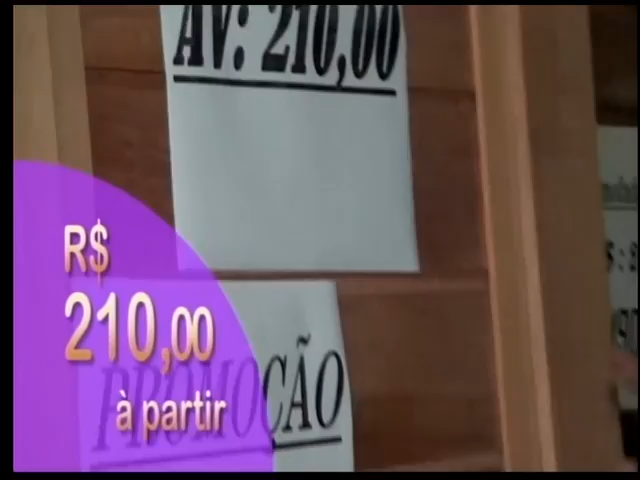 AV: 210,00
R$
210,00
à partir
PROMOÇÃO